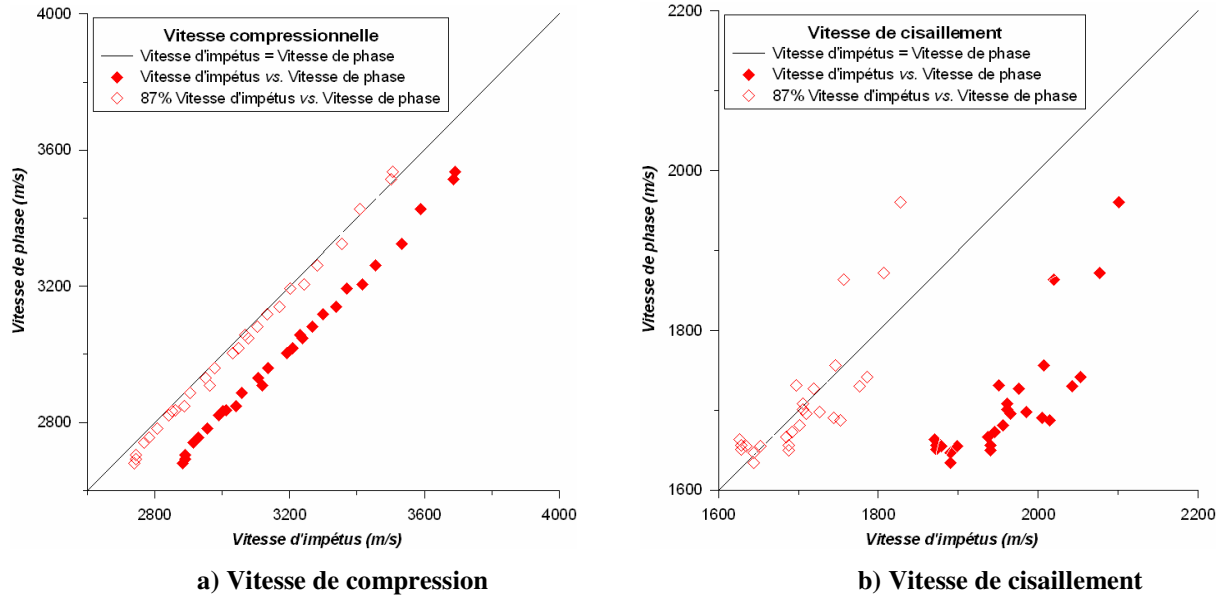 Vitesse compressionnelle
Vitesse d'impétus = Vitesse de phase
Vitesse d'impétus vs. Vitesse de phase
87% Vitesse d'impétus vs. Vitesse de phase
4000
3600
3200
2800
Vitesse de phase (m/s)
2800 3200 3600 4000
Vitesse d'impétus (m/s)
a) Vitesse de compression
Vitesse de cisaillement
Vitesse d'impétus = Vitesse de phase
Vitesse d'impétus vs. Vitesse de phase
87% Vitesse d'impétus vs. Vitesse de phase
2200
2000
1800
1600
Vitesse de phase (m/s)
1600 1800 2000 2200
Vitesse d'impétus (m/s)
b) Vitesse de cisaillement